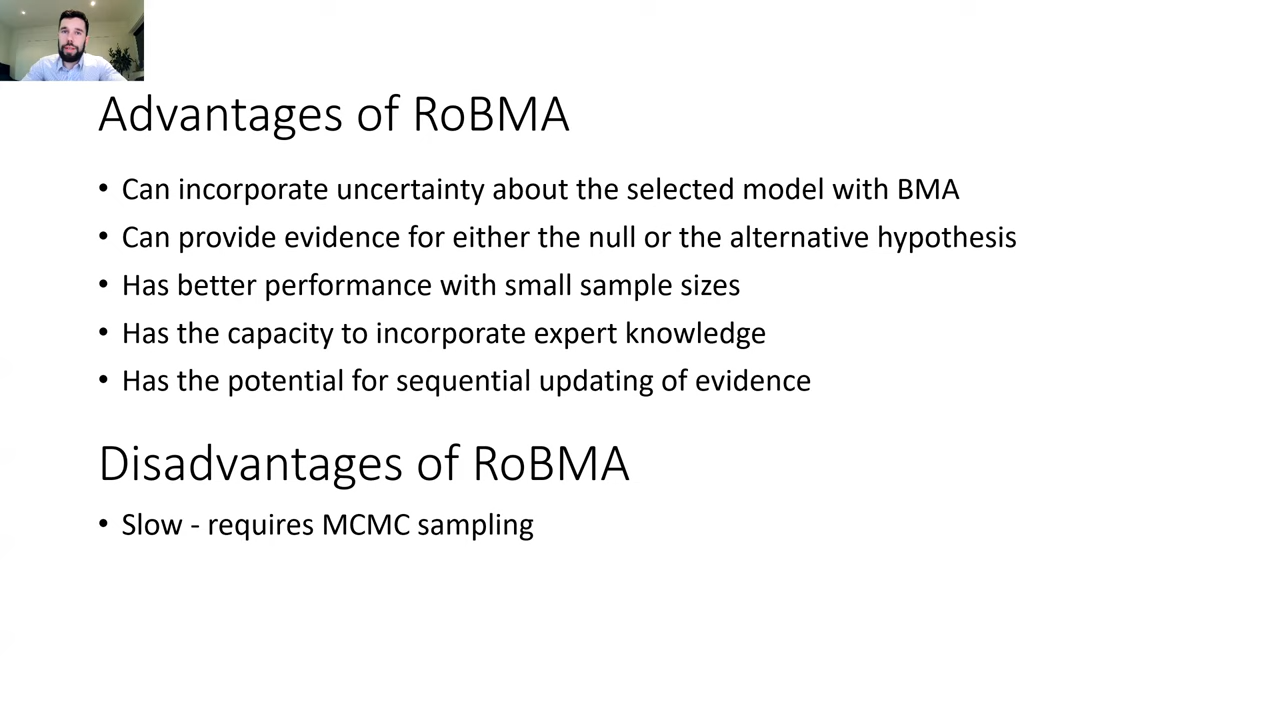 Advantages of RoBMA
• Can incorporate uncertainty about the selected model with BMA
• Can provide evidence for either the null or the alternative hypothesis
• Has better performance with small sample sizes
• Has the capacity to incorporate expert knowledge
• Has the potential for sequential updating of evidence
Disadvantages of RoBMA
• Slow - requires MCMC sampling